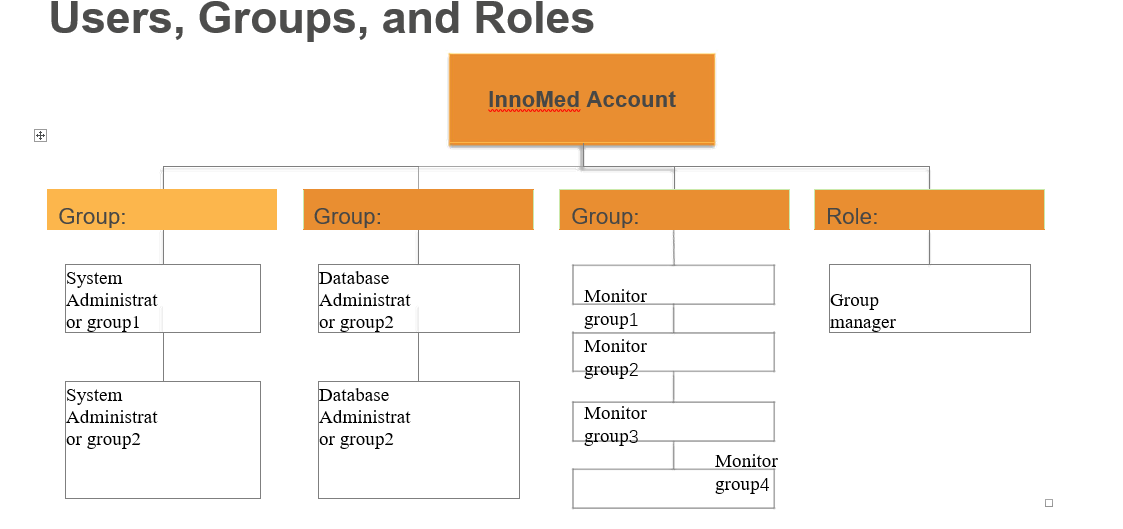 Users, Groups, and Roles
InnoMed Account
Group:
Group:
Group:
Role:
System
Administrat
or group1
Database
Administrat
or group2
Monitor
group1
Group
manager
Monitor
group2
System
Administrat
or group2
Database
Administrat
or group2
Monitor
group3
Monitor
group4